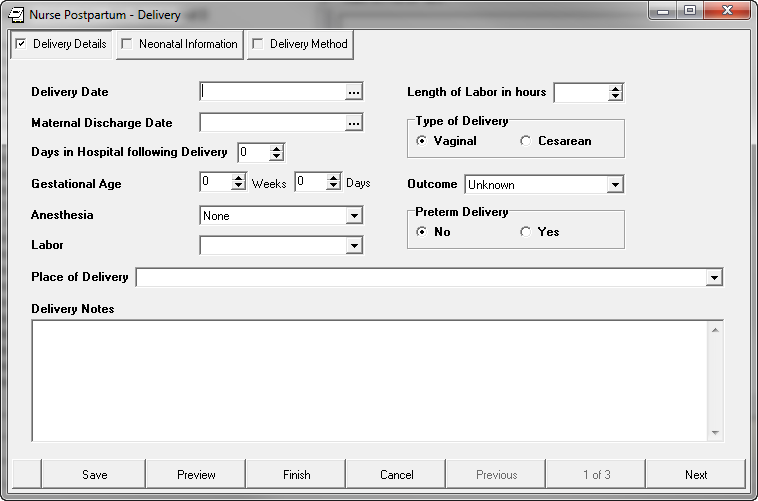 Nurse Postpartum - Delivery
Delivery Details Neonatal Information Delivery Method
Delivery Date ... Length of Labor in hours
Maternal Discharge Date ... Type of Delivery
Vaginal Cesarean
Days in Hospital following Delivery 0
Gestational Age 0 Weeks 0 Days Outcome Unknown
Anesthesia None Preterm Delivery
No Yes
Labor
Place of Delivery
Delivery Notes
Save Preview Finish Cancel Previous 1 of 3 Next